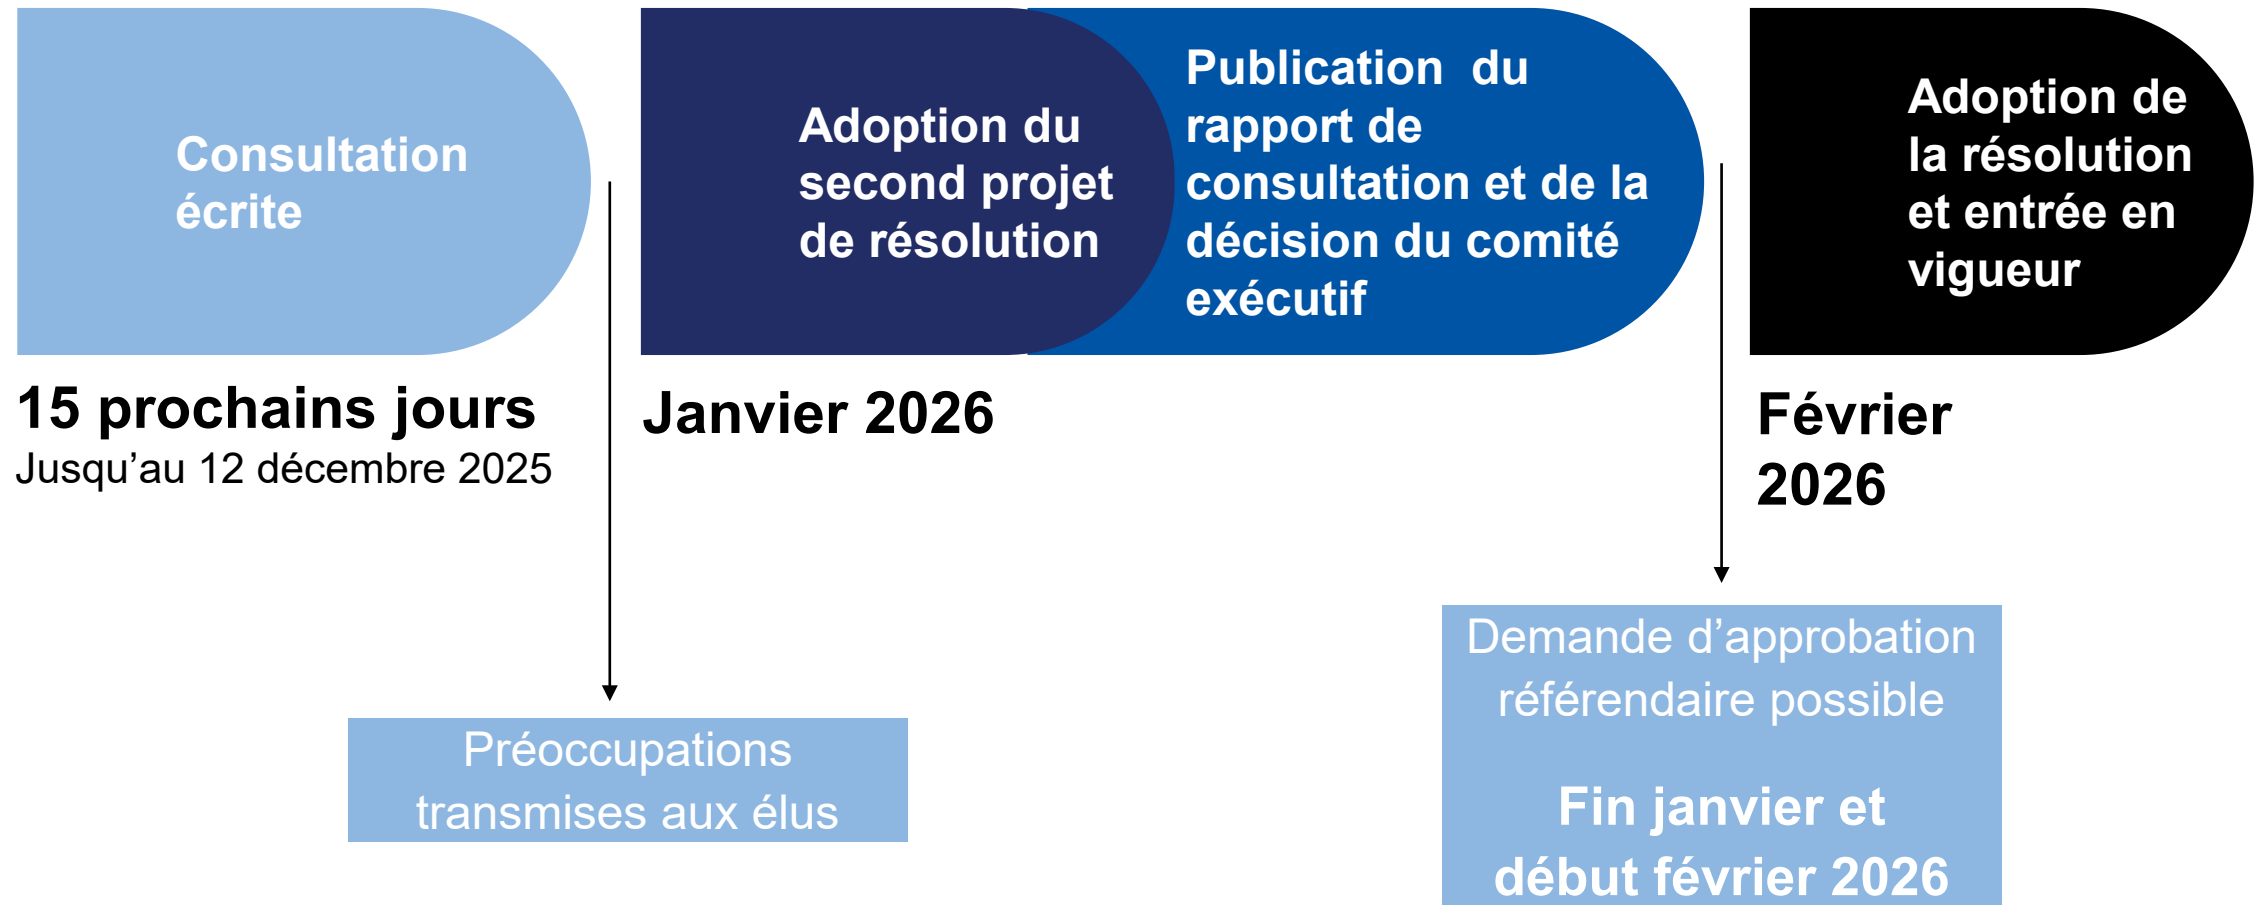 Consultation
écrite
15 prochains jours
Jusqu’au 12 décembre 2025
Préoccupations
transmises aux élus
Adoption du
second projet
de résolution
Janvier 2026
Publication  du
rapport de
consultation et de la
décision du comité
exécutif
Demande d’approbation
référendaire possible
Fin janvier et
début février 2026
Adoption de
la résolution
et entrée en
vigueur
Février
2026